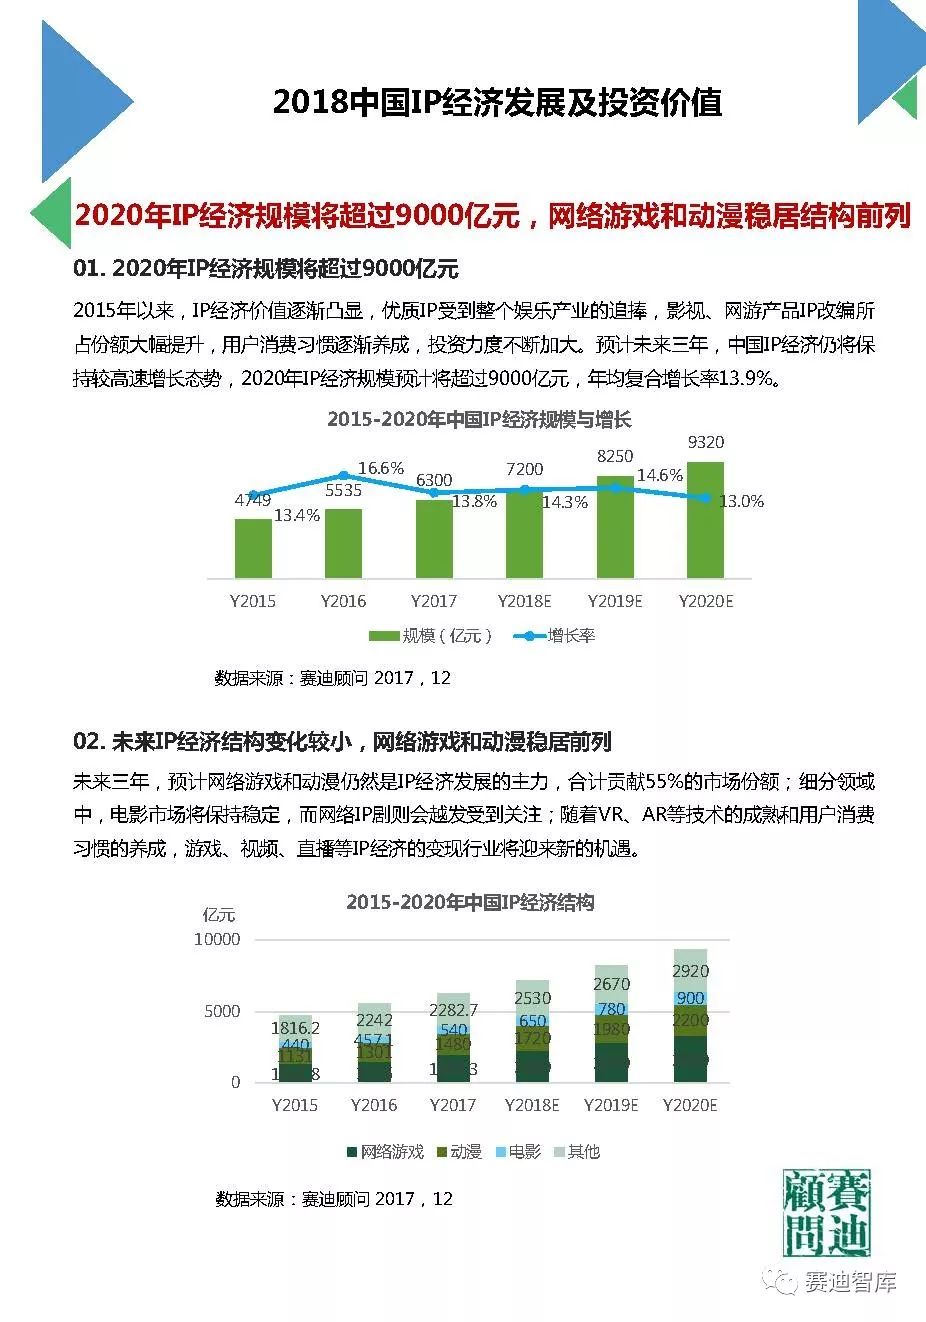 2018中国IP经济发展及投资价值
2020年IP经济规模将超过9000亿元，网络游戏和动漫稳居结构前列
01. 2020年IP经济规模将超过9000亿元
2015年以来，IP经济价值逐渐凸显，优质IP受到整个娱乐产业的追捧，影视、网游产品IP改编所
占份额大幅提升，用户消费习惯逐渐养成，投资力度不断加大。预计未来三年，中国IP经济仍将保
持较高速增长态势，2020年IP经济规模预计将超过9000亿元，年均复合增长率13.9%。
2015-2020年中国IP经济规模与增长
4749 5535 6300 7200 8250 9320
13.4% 16.6% 13.8% 14.3% 14.6% 13.0%
Y2015 Y2016 Y2017 Y2018E Y2019E Y2020E
规模（亿元） 增长率
数据来源：赛迪顾问 2017，12
02. 未来IP经济结构变化较小，网络游戏和动漫稳居前列
未来三年，预计网络游戏和动漫仍然是IP经济发展的主力，合计贡献55%的市场份额；细分领域
中，电影市场将保持稳定，而网络IP剧则会越发受到关注；随着VR、AR等技术的成熟和用户消费
习惯的养成，游戏、视频、直播等IP经济的变现行业将迎来新的机遇。
2015-2020年中国IP经济结构
亿元
10000
5000
0
1816.2 2242 2282.7 2530 2670 2920
440 457.1 540 650 780 900
1131 1301 1480 1720 1980 2200
Y2015 Y2016 Y2017 Y2018E Y2019E Y2020E
网络游戏 动漫 电影 其他
数据来源：赛迪顾问 2017，12
賽迪
顧問
赛迪智库